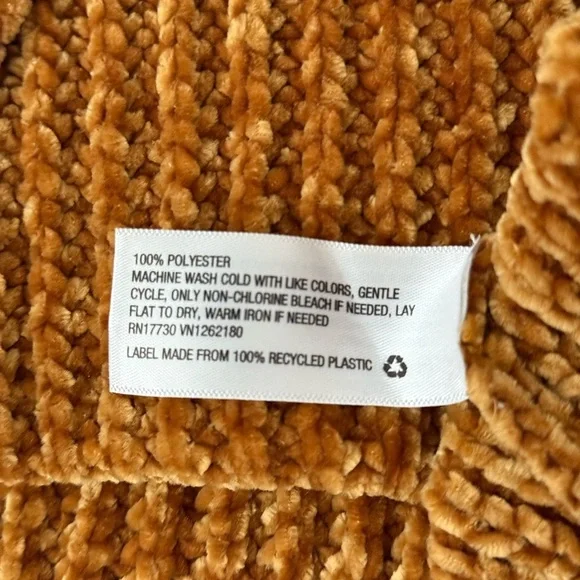 100% POLYESTER
MACHINE WASH COLD WITH LIKE COLORS, GENTLE
CYCLE, ONLY NON-CHLORINE BLEACH IF NEEDED, LAY
FLAT TO DRY, WARM IRON IF NEEDED
RN17730 VN1262180
LABEL MADE FROM 100% RECYCLED PLASTIC